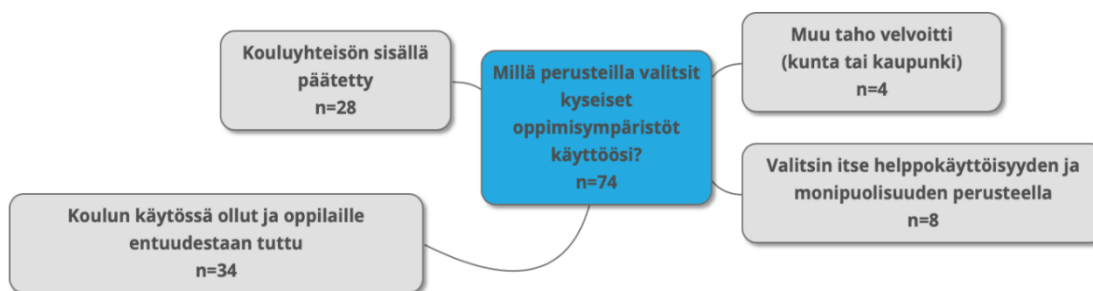 Kouluyhteisön sisällä
päätetty
n=28
Millä perusteilla valitsit
kyseiset
oppimisympäristöt
käyttöösi?
n=74
Muu taho velvoitti
(kunta tai kaupunki)
n=4
Valitsin itse helppokäyttöisyyden ja
monipuolisuuden perusteella
n=8
Koulun käytössä ollut ja oppilaille
entuudestaan tuttu
n=34